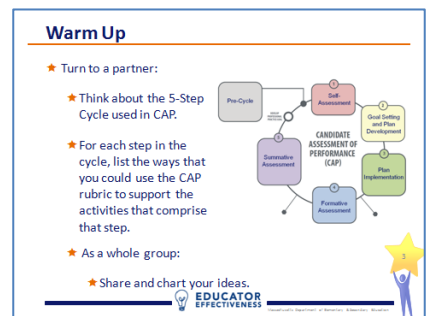 Warm Up
Turn to a partner:
Think about the 5-Step
Cycle used in CAP.
For each step in the
cycle, list the ways that
you could use the CAP
rubric to support the
activities that comprise
that step.
As a whole group:
Share and chart your ideas.
Pre-Cycle
1
Self-
Assessment
2
Goal Setting
and Plan
Development
3
Plan
Implementation
4
Formative
Assessment
5
Summative
Assessment
CANDIDATE
ASSESSMENT OF
PERFORMANCE
(CAP)
EDUCATOR
EFFECTIVENESS
Massachusetts Department of Elementary & Secondary Education
3